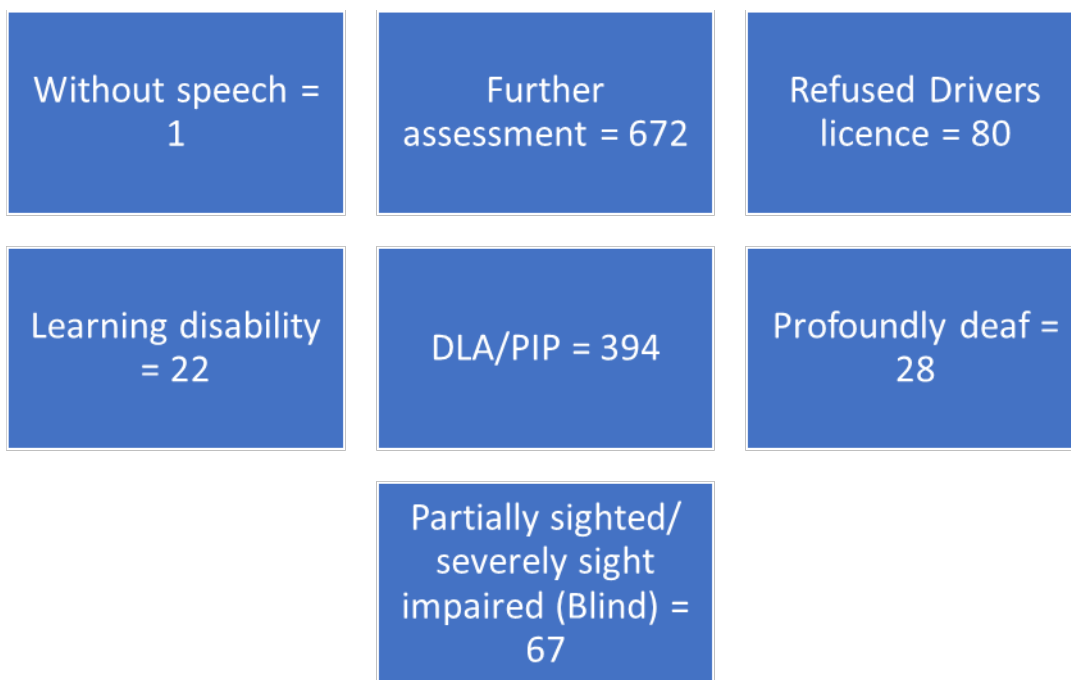 Without speech =
1
Further
assessment = 672
Refused Drivers
licence = 80
Learning disability
= 22
DLA/PIP = 394
Profoundly deaf =
28
Partially sighted/
severely sight
impaired (Blind) =
67